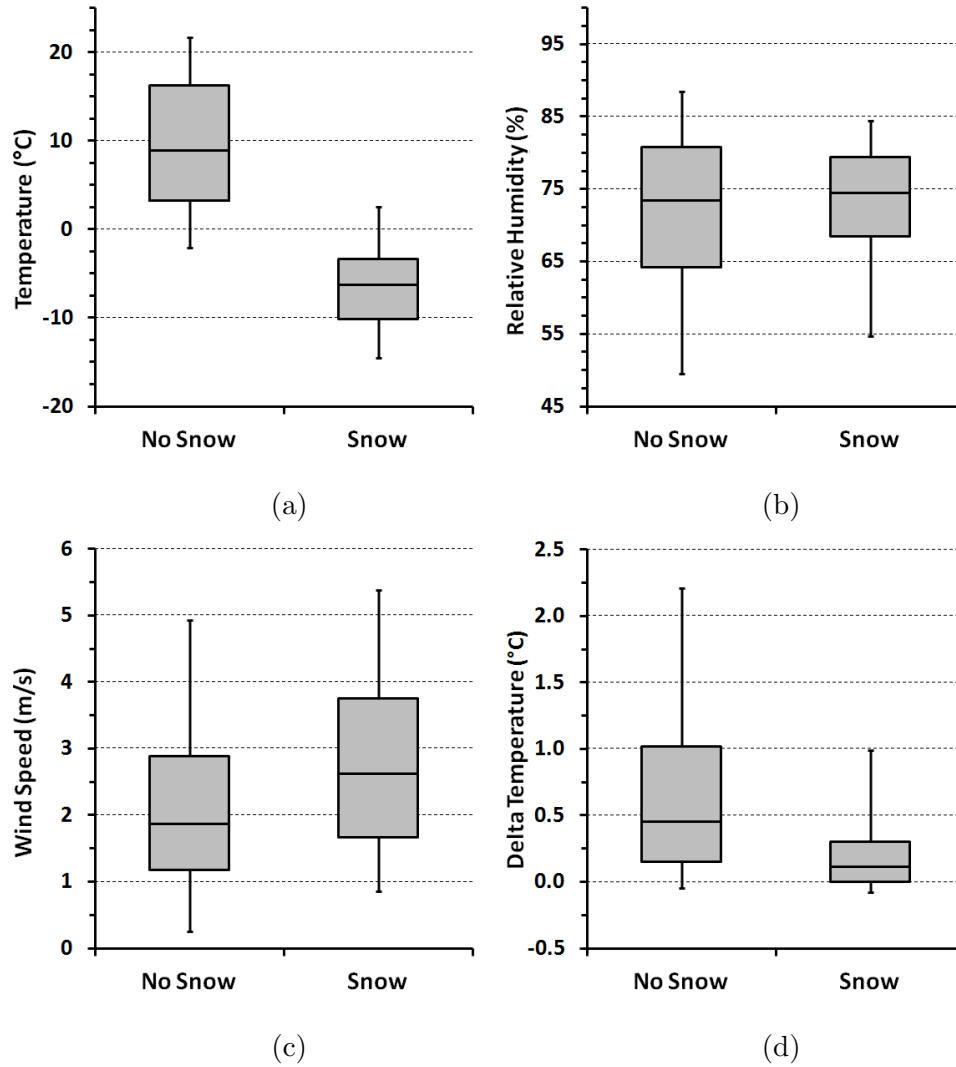 Temperature (°C)
20
10
0
-10
-20
No Snow Snow
(a)
Relative Humidity (%)
95
85
75
65
55
45
No Snow Snow
(b)
Wind Speed (m/s)
6
5
4
3
2
1
0
No Snow Snow
(c)
Delta Temperature (°C)
2.5
2.0
1.5
1.0
0.5
0.0
-0.5
No Snow Snow
(d)